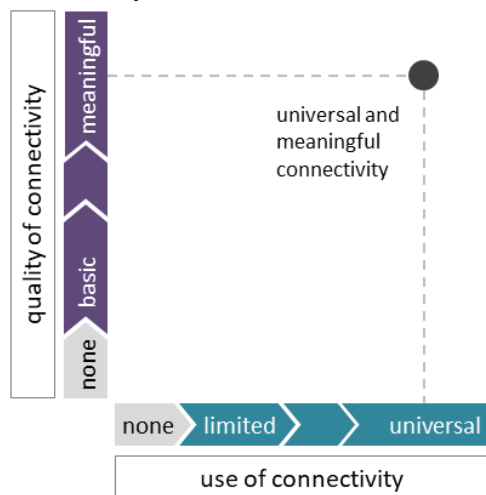 quality of connectivity
meaningful
basic
none
universal and
meaningful
connectivity
none
limited
universal
use of connectivity